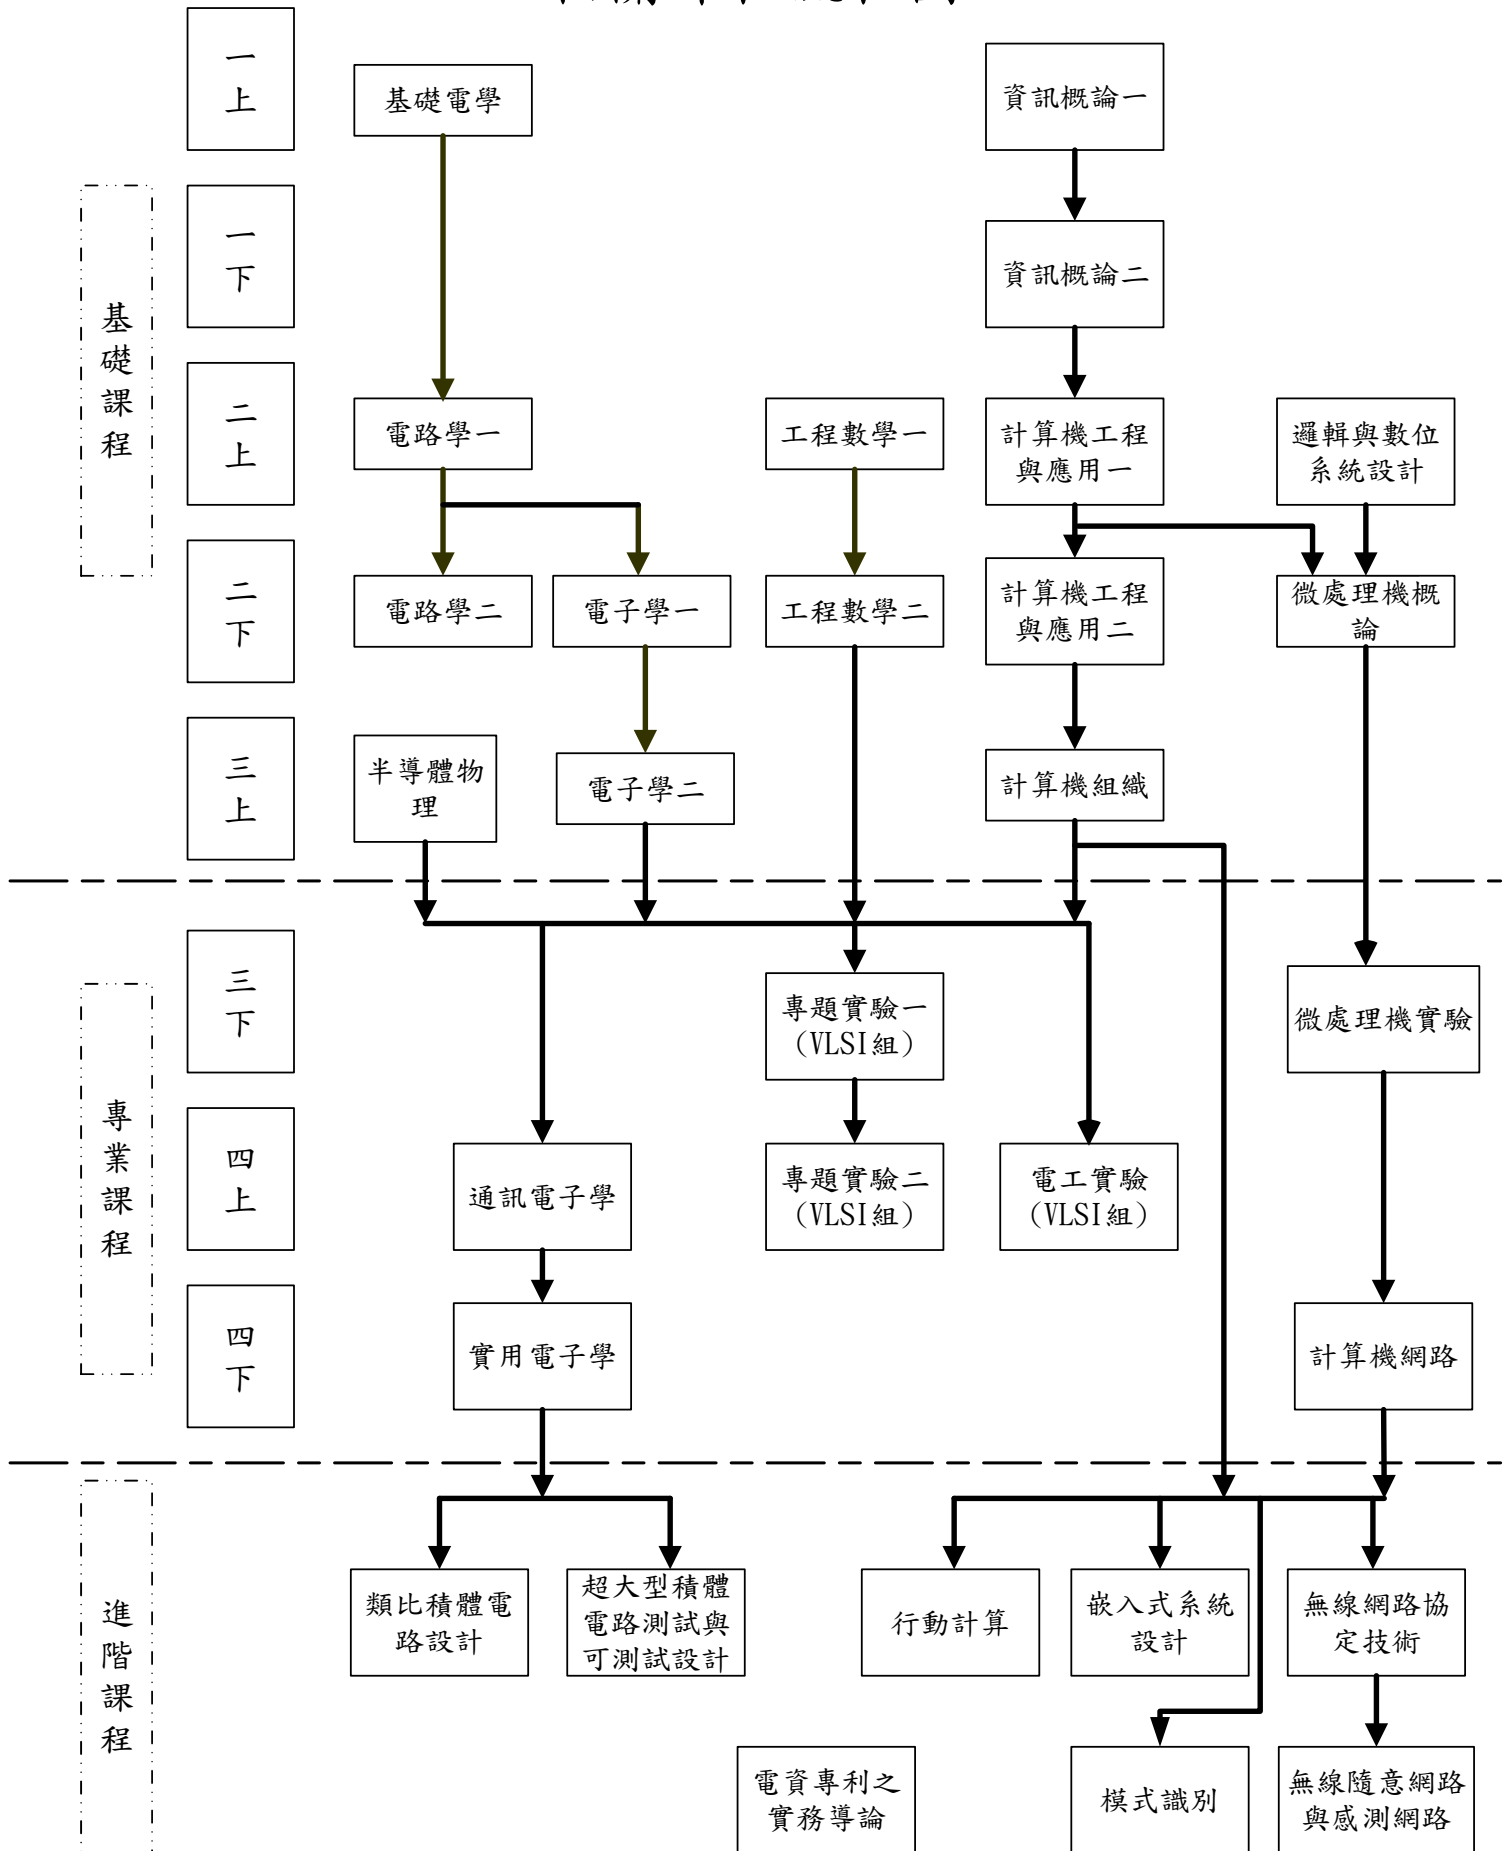 一
上
基礎電學
資訊概論一
一
下
資訊概論二
基
礎
課
程
二
上
電路學一
工程數學一
計算機工程
與應用一
邏輯與數位
系統設計
二
下
電路學二
電子學一
工程數學二
計算機工程
與應用二
微處理機概
論
三
上
半導體物
理
電子學二
計算機組織
專
業
課
程
三
下
專題實驗一
(VLSI組)
微處理機實驗
四
上
通訊電子學
專題實驗二
(VLSI組)
電工實驗
(VLSI組)
四
下
實用電子學
計算機網路
進
階
課
程
類比積體電
路設計
超大型積體
電路測試與
可測試設計
行動計算
嵌入式系統
設計
無線網路協
定技術
電資專利之
實務導論
模式識別
無線隨意網路
與感測網路